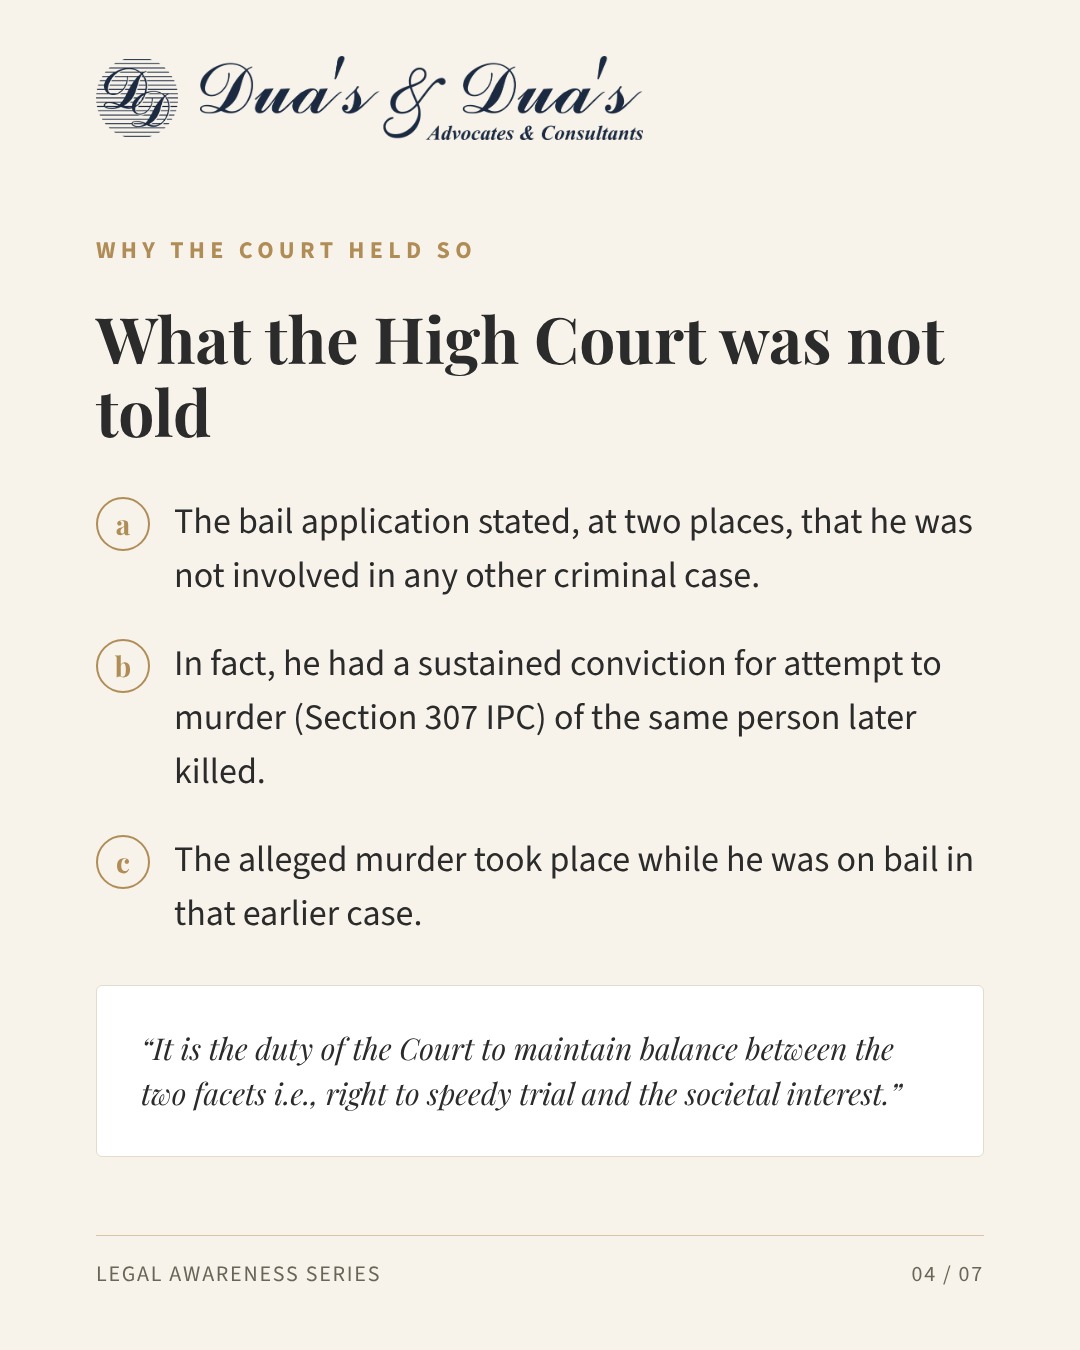 DD
Dua's & Dua's
Advocates & Consultants
WHY THE COURT HELD SO
What the High Court was not
told
a
The bail application stated, at two places, that he was
not involved in any other criminal case.
b
In fact, he had a sustained conviction for attempt to
murder (Section 307 IPC) of the same person later
killed.
c
The alleged murder took place while he was on bail in
that earlier case.
“It is the duty of the Court to maintain balance between the
two facets i.e., right to speedy trial and the societal interest.”
LEGAL AWARENESS SERIES
04 / 07